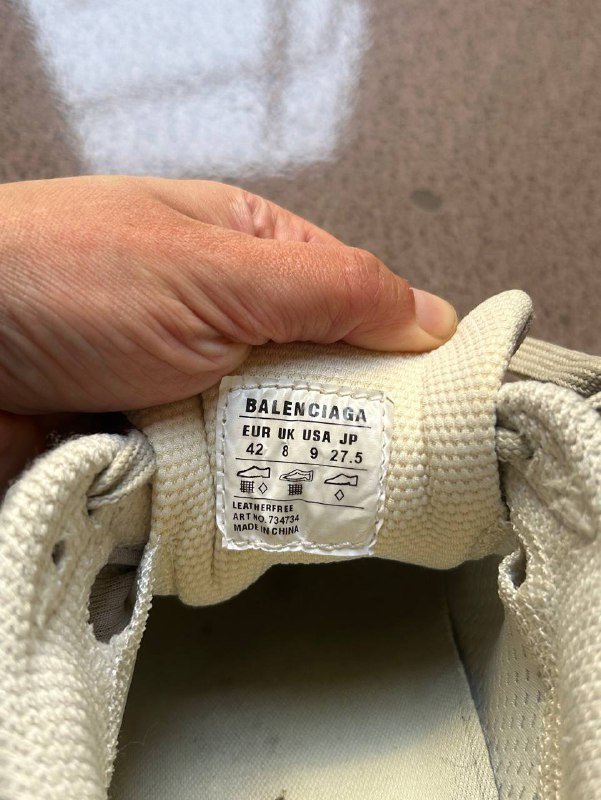 BALENCIAGA
EUR UK USA JP
42 8 9 27.5
LEATHERFREE
ART NO. 734734
MADE IN CHINA